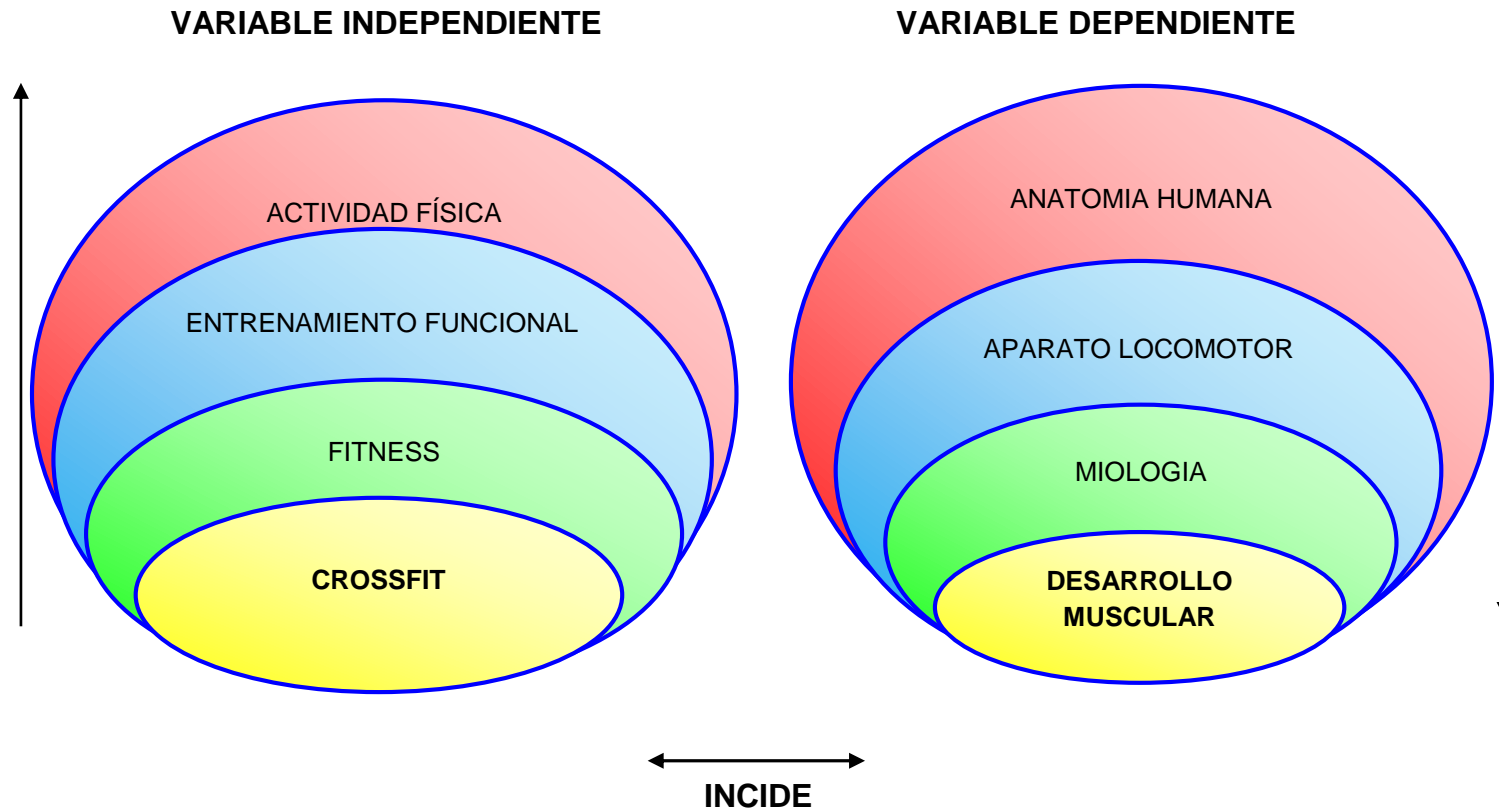 VARIABLE INDEPENDIENTE
VARIABLE DEPENDIENTE
ACTIVIDAD FÍSICA
ENTRENAMIENTO FUNCIONAL
FITNESS
CROSSFIT
ANATOMIA HUMANA
APARATO LOCOMOTOR
MIOLOGIA
DESARROLLO
MUSCULAR
INCIDE